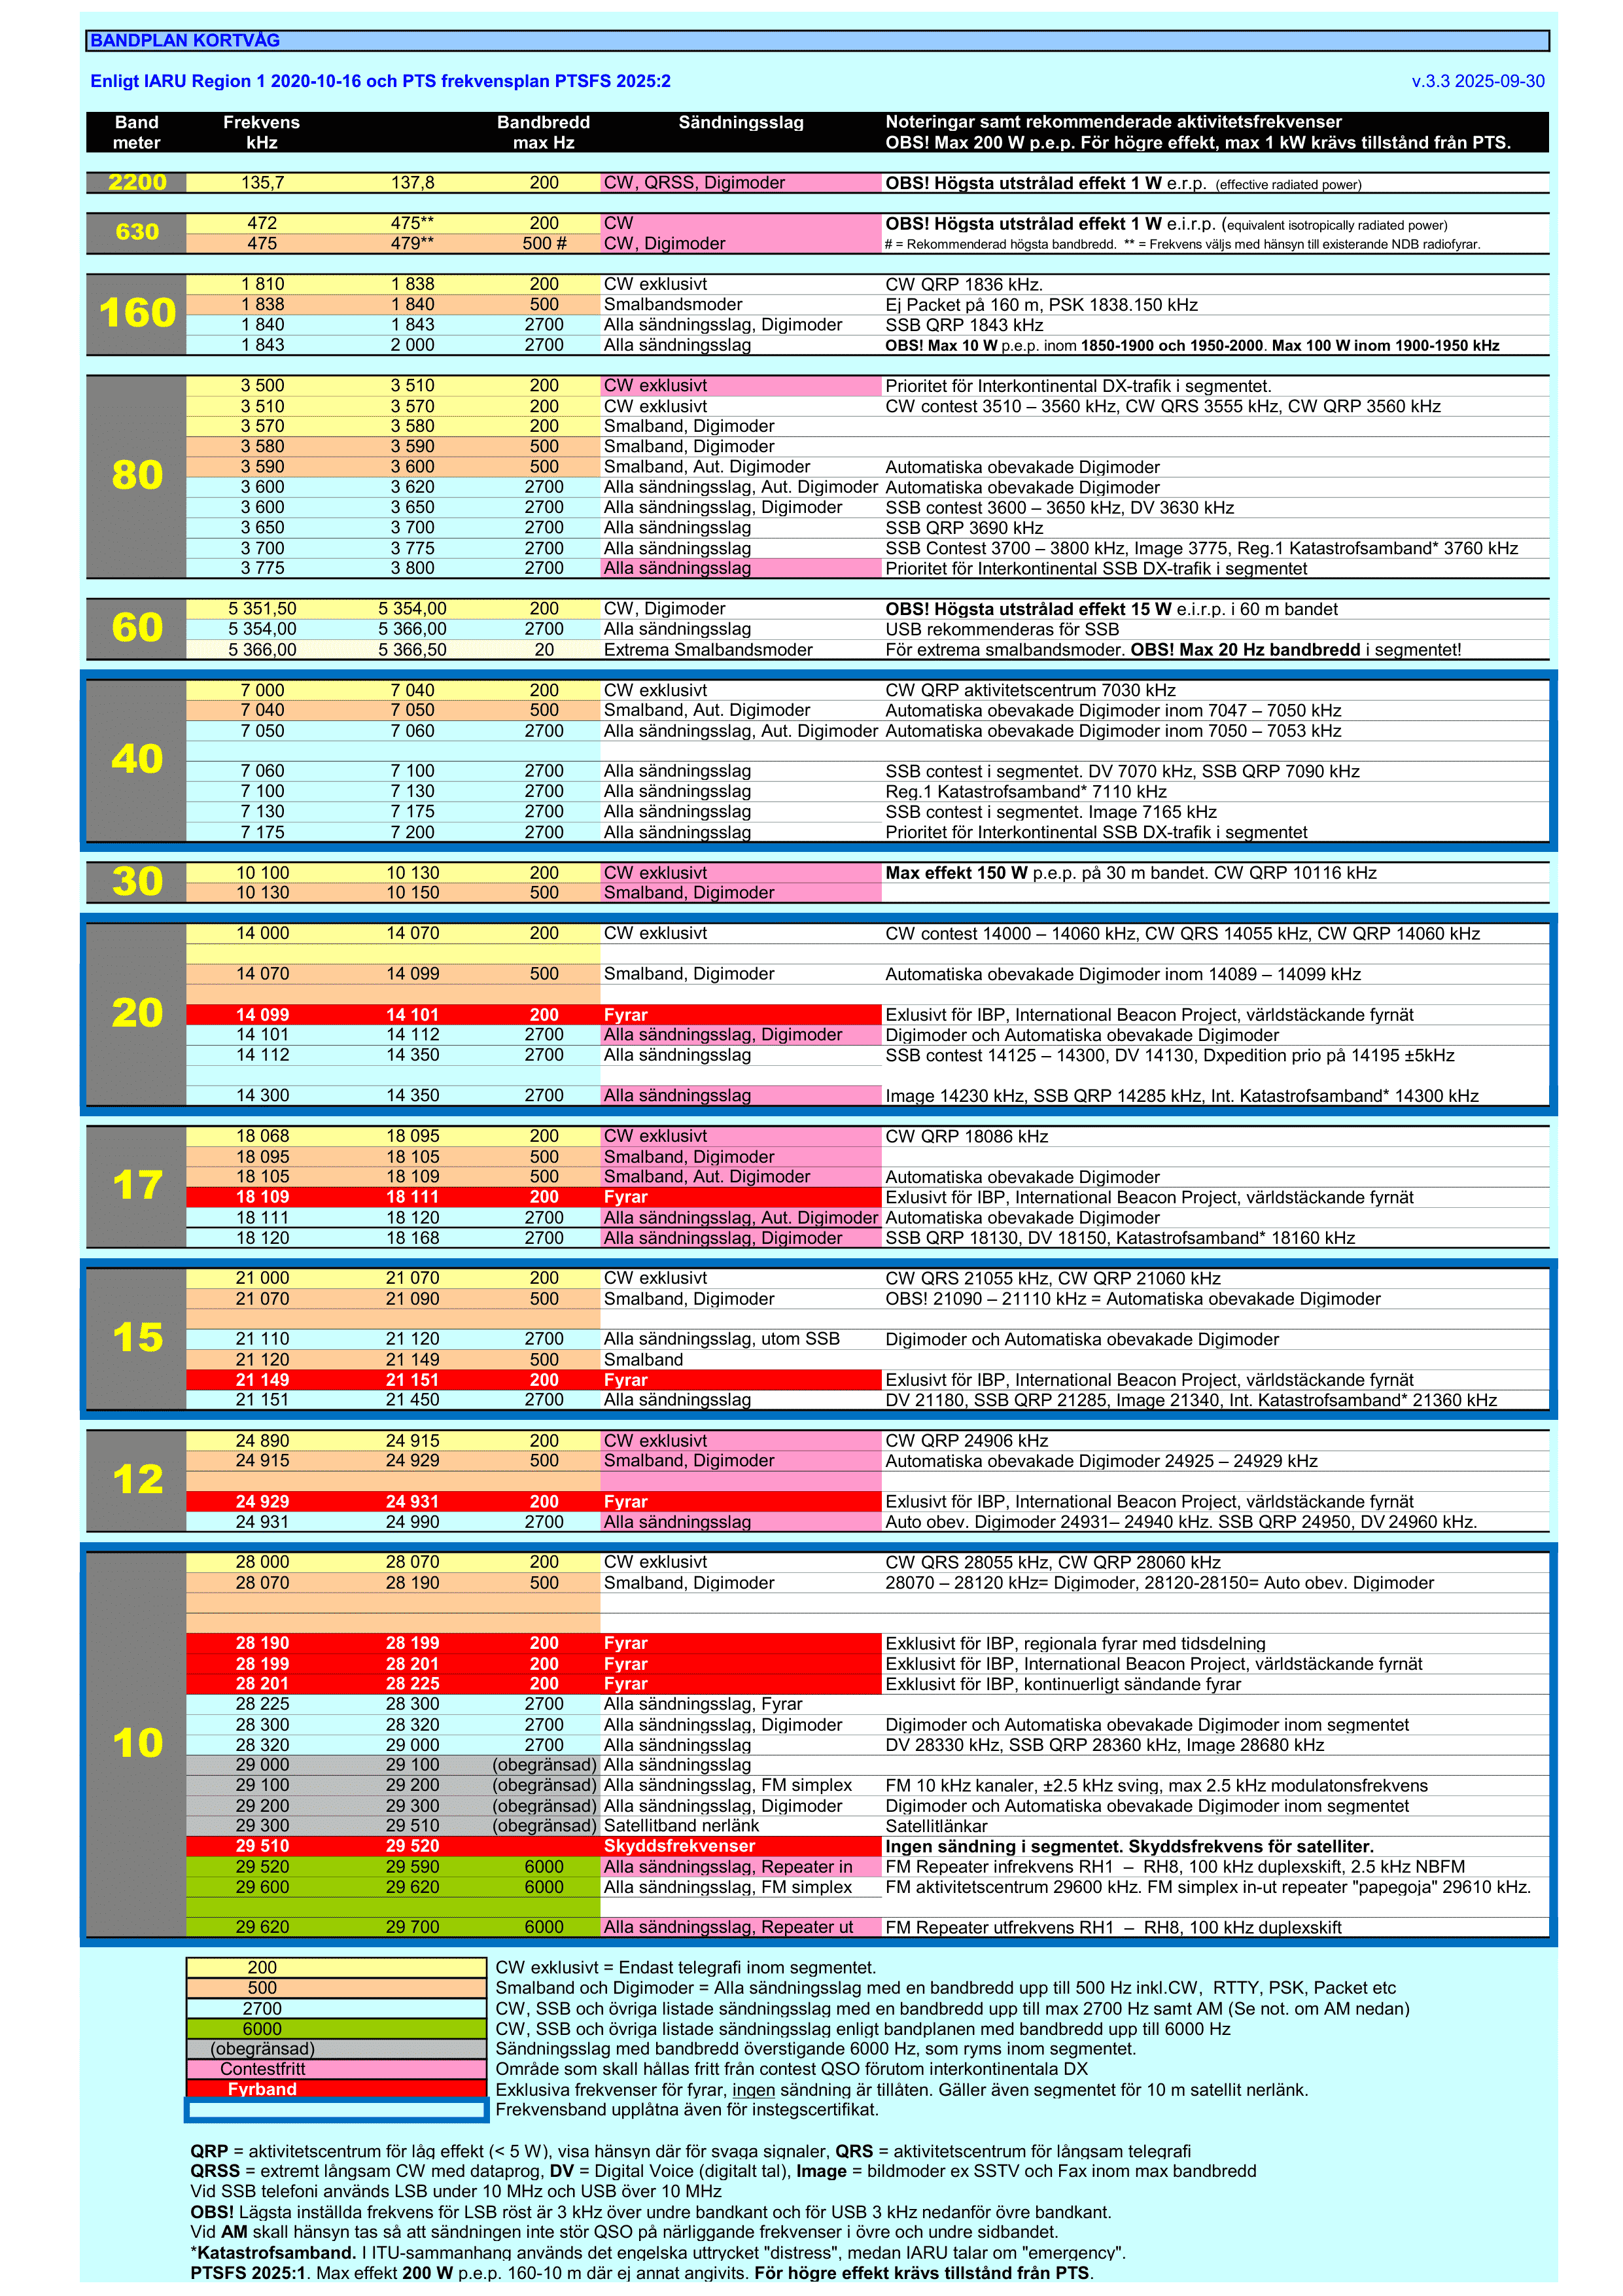 BANDPLAN KORTVÅG
Enligt IARU Region 1 2020-10-16 och PTS frekvensplan PTSFS 2025:2 v.3.3 2025-09-30
Band Frekvens Bandbredd Sändningsslag Noteringar samt rekommenderade aktivitetsfrekvenser
meter kHz max Hz OBS! Max 200 W p.e.p. För högre effekt, max 1 kW krävs tillstånd från PTS.
2200 135,7 137,8 200 CW, QRSS, Digimoder OBS! Högsta utstrålad effekt 1 W e.r.p. (effective radiated power)
630
472 475** 200 CW OBS! Högsta utstrålad effekt 1 W e.i.r.p. (equivalent isotropically radiated power)
475 479** 500 # CW, Digimoder # = Rekommenderad högsta bandbredd. ** = Frekvens väljs med hänsyn till existerande NDB radiofyrar.
160
1 810 1 838 200 CW exklusivt CW QRP 1836 kHz.
1 838 1 840 500 Smalbandsmoder Ej Packet på 160 m, PSK 1838.150 kHz
1 840 1 843 2700 Alla sändningsslag, Digimoder SSB QRP 1843 kHz
1 843 2 000 2700 Alla sändningsslag OBS! Max 10 W p.e.p. inom 1850-1900 och 1950-2000. Max 100 W inom 1900-1950 kHz
80
3 500 3 510 200 CW exklusivt Prioritet för Interkontinental DX-trafik i segmentet.
3 510 3 570 200 CW exklusivt CW contest 3510 – 3560 kHz, CW QRS 3555 kHz, CW QRP 3560 kHz
3 570 3 580 200 Smalband, Digimoder
3 580 3 590 500 Smalband, Digimoder
3 590 3 600 500 Smalband, Aut. Digimoder Automatiska obevakade Digimoder
3 600 3 620 2700 Alla sändningsslag, Aut. Digimoder Automatiska obevakade Digimoder
3 600 3 650 2700 Alla sändningsslag, Digimoder SSB contest 3600 – 3650 kHz, DV 3630 kHz
3 650 3 700 2700 Alla sändningsslag SSB QRP 3690 kHz
3 700 3 775 2700 Alla sändningsslag SSB Contest 3700 – 3800 kHz, Image 3775, Reg.1 Katastrofsamband* 3760 kHz
3 775 3 800 2700 Alla sändningsslag Prioritet för Interkontinental SSB DX-trafik i segmentet
60
5 351,50 5 354,00 200 CW, Digimoder OBS! Högsta utstrålad effekt 15 W e.i.r.p. i 60 m bandet
5 354,00 5 366,00 2700 Alla sändningsslag USB rekommenderas för SSB
5 366,00 5 366,50 20 Extrema Smalbandsmoder För extrema smalbandsmoder. OBS! Max 20 Hz bandbredd i segmentet!
40
7 000 7 040 200 CW exklusivt CW QRP aktivitetscentrum 7030 kHz
7 040 7 050 500 Smalband, Aut. Digimoder Automatiska obevakade Digimoder inom 7047 – 7050 kHz
7 050 7 060 2700 Alla sändningsslag, Aut. Digimoder Automatiska obevakade Digimoder inom 7050 – 7053 kHz
7 060 7 100 2700 Alla sändningsslag SSB contest i segmentet. DV 7070 kHz, SSB QRP 7090 kHz
7 100 7 130 2700 Alla sändningsslag Reg.1 Katastrofsamband* 7110 kHz
7 130 7 175 2700 Alla sändningsslag SSB contest i segmentet. Image 7165 kHz
7 175 7 200 2700 Alla sändningsslag Prioritet för Interkontinental SSB DX-trafik i segmentet
30
10 100 10 130 200 CW exklusivt Max effekt 150 W p.e.p. på 30 m bandet. CW QRP 10116 kHz
10 130 10 150 500 Smalband, Digimoder
20
14 000 14 070 200 CW exklusivt CW contest 14000 – 14060 kHz, CW QRS 14055 kHz, CW QRP 14060 kHz
14 070 14 099 500 Smalband, Digimoder Automatiska obevakade Digimoder inom 14089 – 14099 kHz
14 099 14 101 200 Fyrar Exlusivt för IBP, International Beacon Project, världstäckande fyrnät
14 101 14 112 2700 Alla sändningsslag, Digimoder Digimoder och Automatiska obevakade Digimoder
14 112 14 350 2700 Alla sändningsslag SSB contest 14125 – 14300, DV 14130, Dxpedition prio på 14195 ±5kHz
14 300 14 350 2700 Alla sändningsslag Image 14230 kHz, SSB QRP 14285 kHz, Int. Katastrofsamband* 14300 kHz
17
18 068 18 095 200 CW exklusivt CW QRP 18086 kHz
18 095 18 105 500 Smalband, Digimoder
18 105 18 109 500 Smalband, Aut. Digimoder Automatiska obevakade Digimoder
18 109 18 111 200 Fyrar Exlusivt för IBP, International Beacon Project, världstäckande fyrnät
18 111 18 120 2700 Alla sändningsslag, Aut. Digimoder Automatiska obevakade Digimoder
18 120 18 168 2700 Alla sändningsslag, Digimoder SSB QRP 18130, DV 18150, Katastrofsamband* 18160 kHz
15
21 000 21 070 200 CW exklusivt CW QRS 21055 kHz, CW QRP 21060 kHz
21 070 21 090 500 Smalband, Digimoder OBS! 21090 – 21110 kHz = Automatiska obevakade Digimoder
21 110 21 120 2700 Alla sändningsslag, utom SSB Digimoder och Automatiska obevakade Digimoder
21 120 21 149 500 Smalband
21 149 21 151 200 Fyrar Exlusivt för IBP, International Beacon Project, världstäckande fyrnät
21 151 21 450 2700 Alla sändningsslag DV 21180, SSB QRP 21285, Image 21340, Int. Katastrofsamband* 21360 kHz
12
24 890 24 915 200 CW exklusivt CW QRP 24906 kHz
24 915 24 929 500 Smalband, Digimoder Automatiska obevakade Digimoder 24925 – 24929 kHz
24 929 24 931 200 Fyrar Exlusivt för IBP, International Beacon Project, världstäckande fyrnät
24 931 24 990 2700 Alla sändningsslag Auto obev. Digimoder 24931– 24940 kHz. SSB QRP 24950, DV 24960 kHz.
10
28 000 28 070 200 CW exklusivt CW QRS 28055 kHz, CW QRP 28060 kHz
28 070 28 190 500 Smalband, Digimoder 28070 – 28120 kHz= Digimoder, 28120-28150= Auto obev. Digimoder
28 190 28 199 200 Fyrar Exklusivt för IBP, regionala fyrar med tidsdelning
28 199 28 201 200 Fyrar Exklusivt för IBP, International Beacon Project, världstäckande fyrnät
28 201 28 225 200 Fyrar Exklusivt för IBP, kontinuerligt sändande fyrar
28 225 28 300 2700 Alla sändningsslag, Fyrar
28 300 28 320 2700 Alla sändningsslag, Digimoder Digimoder och Automatiska obevakade Digimoder inom segmentet
28 320 29 000 2700 Alla sändningsslag DV 28330 kHz, SSB QRP 28360 kHz, Image 28680 kHz
29 000 29 100 (obegränsad) Alla sändningsslag
29 100 29 200 (obegränsad) Alla sändningsslag, FM simplex FM 10 kHz kanaler, ±2.5 kHz sving, max 2.5 kHz modulatonsfrekvens
29 200 29 300 (obegränsad) Alla sändningsslag, Digimoder Digimoder och Automatiska obevakade Digimoder inom segmentet
29 300 29 510 (obegränsad) Satellitband nerlänk Satellitlänkar
29 510 29 520 Skyddsfrekvenser Ingen sändning i segmentet. Skyddsfrekvens för satelliter.
29 520 29 590 6000 Alla sändningsslag, Repeater in FM Repeater infrekvens RH1 – RH8, 100 kHz duplexskift, 2.5 kHz NBFM
29 600 29 620 6000 Alla sändningsslag, FM simplex FM aktivitetscentrum 29600 kHz. FM simplex in-ut repeater "papegoja" 29610 kHz.
29 620 29 700 6000 Alla sändningsslag, Repeater ut FM Repeater utfrekvens RH1 – RH8, 100 kHz duplexskift
200 CW exklusivt = Endast telegrafi inom segmentet.
500 Smalband och Digimoder = Alla sändningsslag med en bandbredd upp till 500 Hz inkl.CW, RTTY, PSK, Packet etc
2700 CW, SSB och övriga listade sändningsslag med en bandbredd upp till max 2700 Hz samt AM (Se not. om AM nedan)
6000 CW, SSB och övriga listade sändningsslag enligt bandplanen med bandbredd upp till 6000 Hz
(obegränsad) Sändningsslag med bandbredd överstigande 6000 Hz, som ryms inom segmentet.
Contestfritt Område som skall hållas fritt från contest QSO förutom interkontinentala DX
Fyrband Exklusiva frekvenser för fyrar, ingen sändning är tillåten. Gäller även segmentet för 10 m satellit nerlänk.
Frekvensband upplåtna även för instegscertifikat.
QRP = aktivitetscentrum för låg effekt (< 5 W), visa hänsyn där för svaga signaler, QRS = aktivitetscentrum för långsam telegrafi
QRSS = extremt långsam CW med dataprog, DV = Digital Voice (digitalt tal), Image = bildmoder ex SSTV och Fax inom max bandbredd
Vid SSB telefoni används LSB under 10 MHz och USB över 10 MHz
OBS! Lägsta inställda frekvens för LSB röst är 3 kHz över undre bandkant och för USB 3 kHz nedanför övre bandkant.
Vid AM skall hänsyn tas så att sändningen inte stör QSO på närliggande frekvenser i övre och undre sidbandet.
*Katastrofsamband. I ITU-sammanhang används det engelska uttrycket "distress", medan IARU talar om "emergency".
PTSFS 2025:1. Max effekt 200 W p.e.p. 160-10 m där ej annat angivits. För högre effekt krävs tillstånd från PTS.